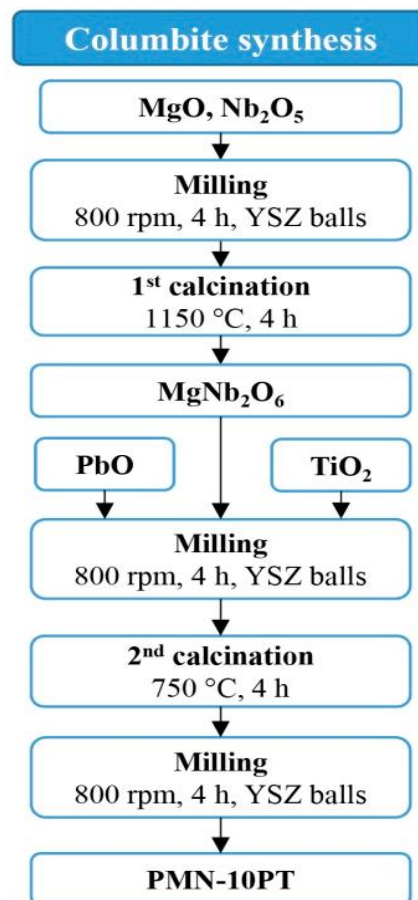 Columbite synthesis
MgO, Nb₂O₅
Milling
800 rpm, 4 h, YSZ balls
1ˢᵗ calcination
1150 °C, 4 h
MgNb₂O₆
PbO
TiO₂
Milling
800 rpm, 4 h, YSZ balls
2ⁿᵈ calcination
750 °C, 4 h
Milling
800 rpm, 4 h, YSZ balls
PMN-10PT